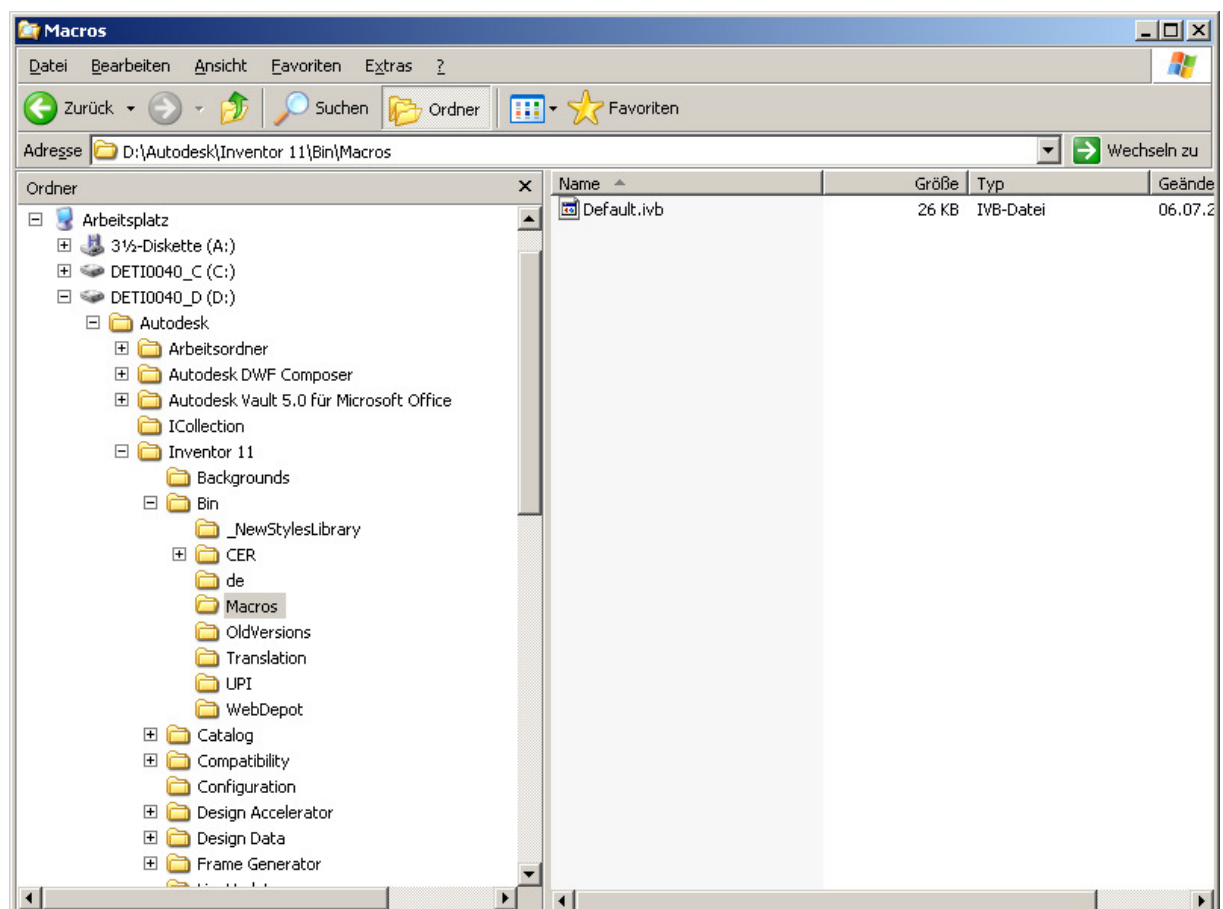 Macros
Datei Bearbeiten Ansicht Favoriten Extras ?
Zurück Suchen Ordner Favoriten
Adresse D:\Autodesk\Inventor 11\Bin\Macros Wechseln zu
Ordner
Name Größe Typ Geände
Default.ivb 26 KB IVB-Datei 06.07.2
Arbeitsplatz
3½-Diskette (A:)
DETI0040_C (C:)
DETI0040_D (D:)
Autodesk
Arbeitsordner
Autodesk DWF Composer
Autodesk Vault 5.0 für Microsoft Office
ICollection
Inventor 11
Backgrounds
Bin
_NewStylesLibrary
CER
de
Macros
OldVersions
Translation
UPI
WebDepot
Catalog
Compatibility
Configuration
Design Accelerator
Design Data
Frame Generator